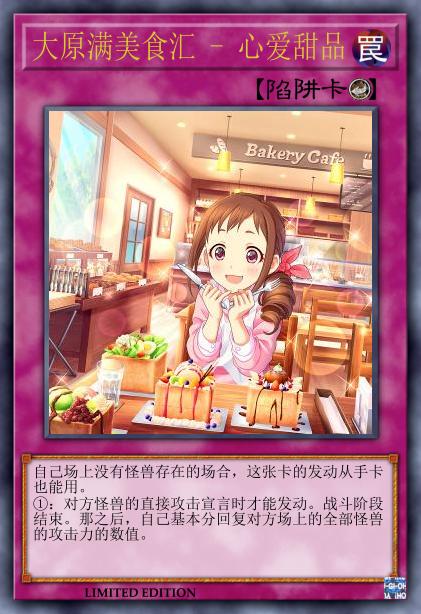 大原满美食汇 - 心爱甜品 罠
【陷阱卡】
Bakery Cafe
自己场上没有怪兽存在的场合，这张卡的发动从手卡
也能用。
①：对方怪兽的直接攻击宣言时才能发动。战斗阶段
结束。那之后，自己基本分回复对方场上的全部怪兽
的攻击力的数值。
LIMITED EDITION